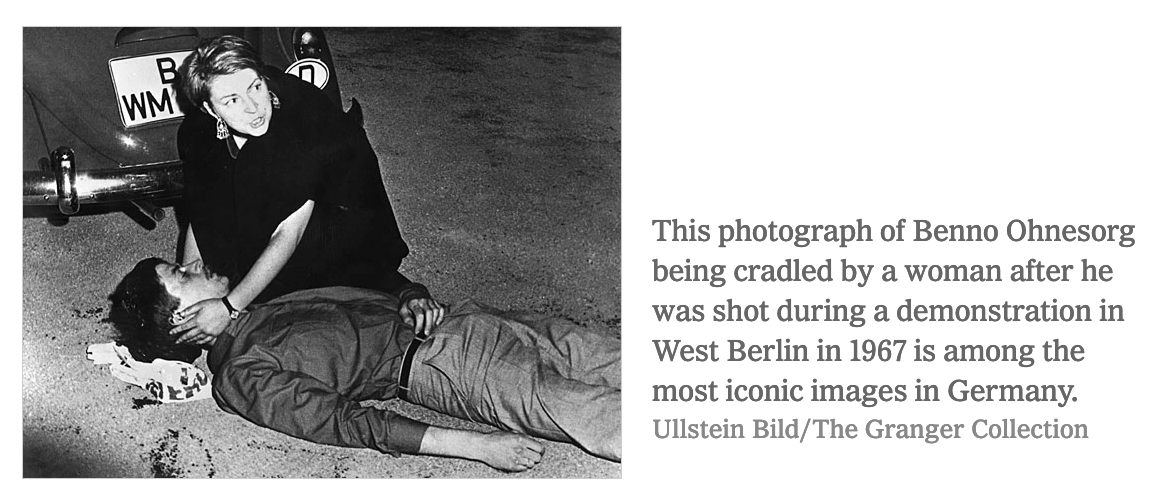 B
WM
D
This photograph of Benno Ohnesorg
being cradled by a woman after he
was shot during a demonstration in
West Berlin in 1967 is among the
most iconic images in Germany.
Ullstein Bild/The Granger Collection